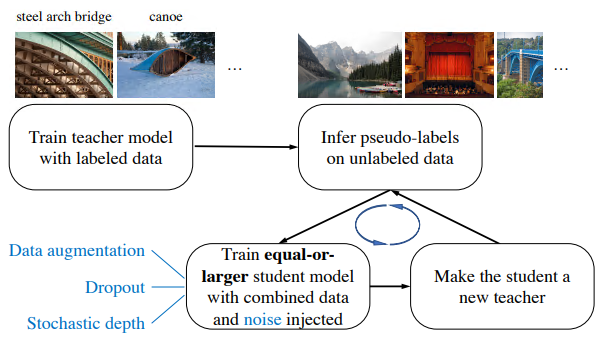 steel arch bridge
canoe
...
...
Train teacher model
with labeled data
Infer pseudo-labels
on unlabeled data
Data augmentation
Dropout
Stochastic depth
Train equal-or-
larger student model
with combined data
and noise injected
Make the student a
new teacher